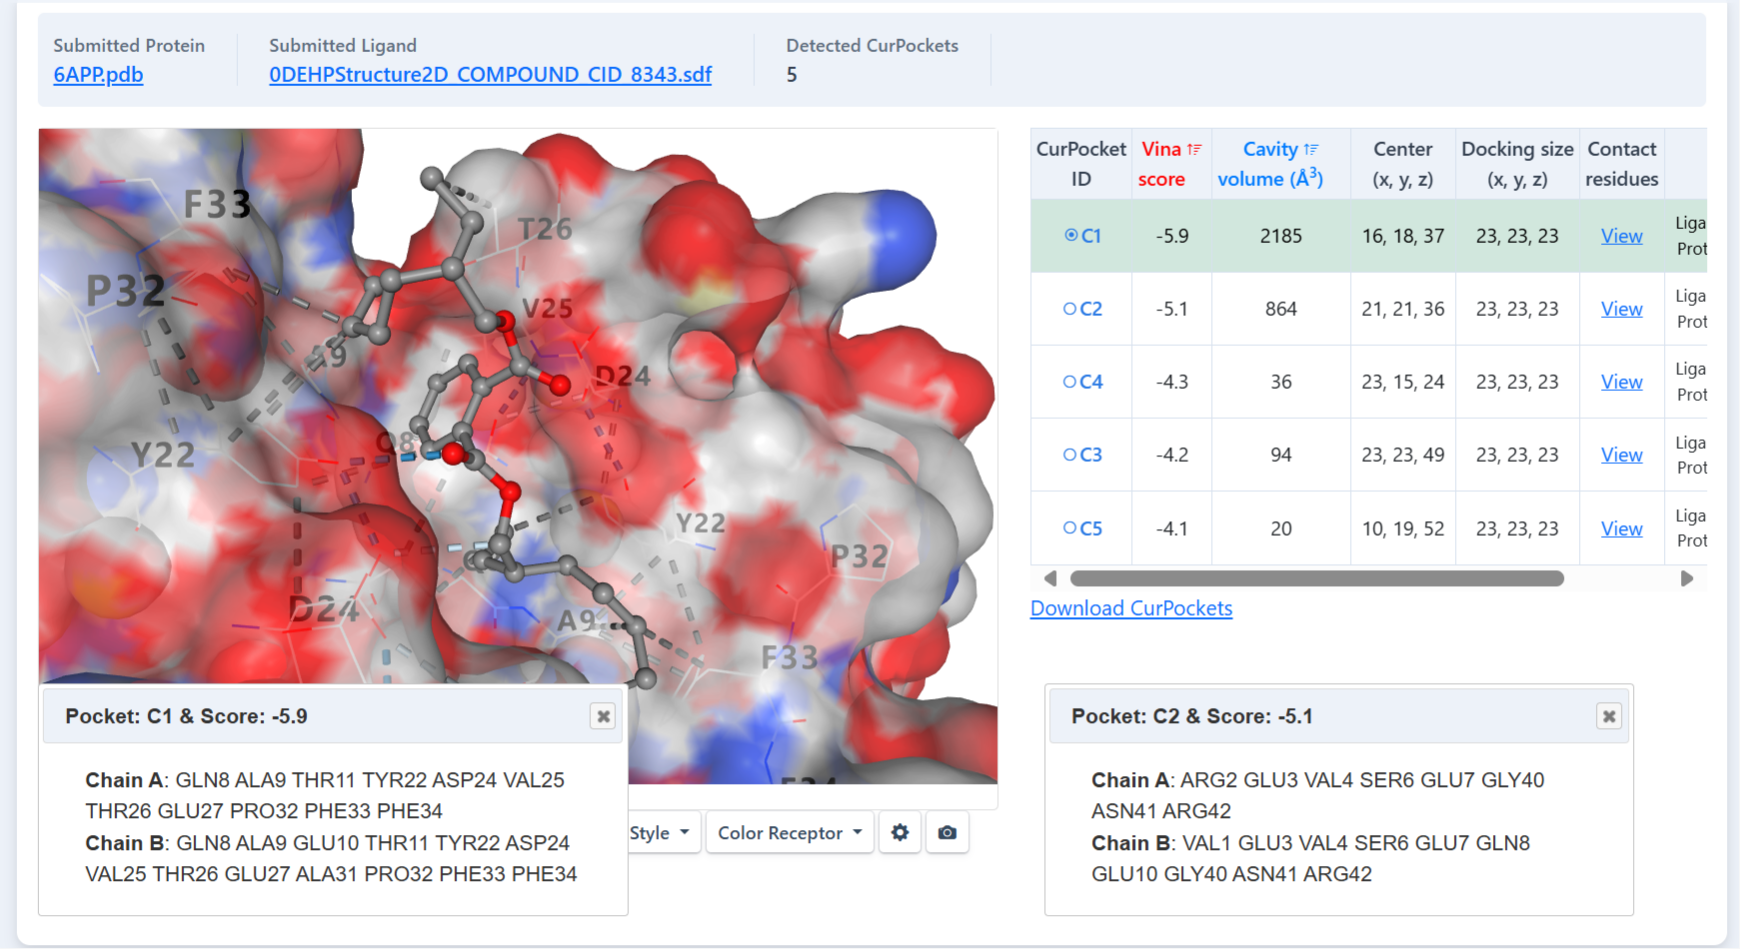 Submitted Protein
6APP.pdb
Submitted Ligand
0DEHPStructure2D_COMPOUND_CID_8343.sdf
Detected CurPockets
5
F33
P32
T26
V25
A9
D24
Q8
Y22
Y22
P32
D24
A9
F33
CurPocket ID
Vina score
Cavity volume (Å³)
Center (x, y, z)
Docking size (x, y, z)
Contact residues
C1 -5.9 2185 16, 18, 37 23, 23, 23 View
C2 -5.1 864 21, 21, 36 23, 23, 23 View
C4 -4.3 36 23, 15, 24 23, 23, 23 View
C3 -4.2 94 23, 23, 49 23, 23, 23 View
C5 -4.1 20 10, 19, 52 23, 23, 23 View
Download CurPockets
Pocket: C1 & Score: -5.9
Chain A: GLN8 ALA9 THR11 TYR22 ASP24 VAL25
THR26 GLU27 PRO32 PHE33 PHE34
Chain B: GLN8 ALA9 GLU10 THR11 TYR22 ASP24
VAL25 THR26 GLU27 ALA31 PRO32 PHE33 PHE34
Style
Color Receptor
Pocket: C2 & Score: -5.1
Chain A: ARG2 GLU3 VAL4 SER6 GLU7 GLY40
ASN41 ARG42
Chain B: VAL1 GLU3 VAL4 SER6 GLU7 GLN8
GLU10 GLY40 ASN41 ARG42